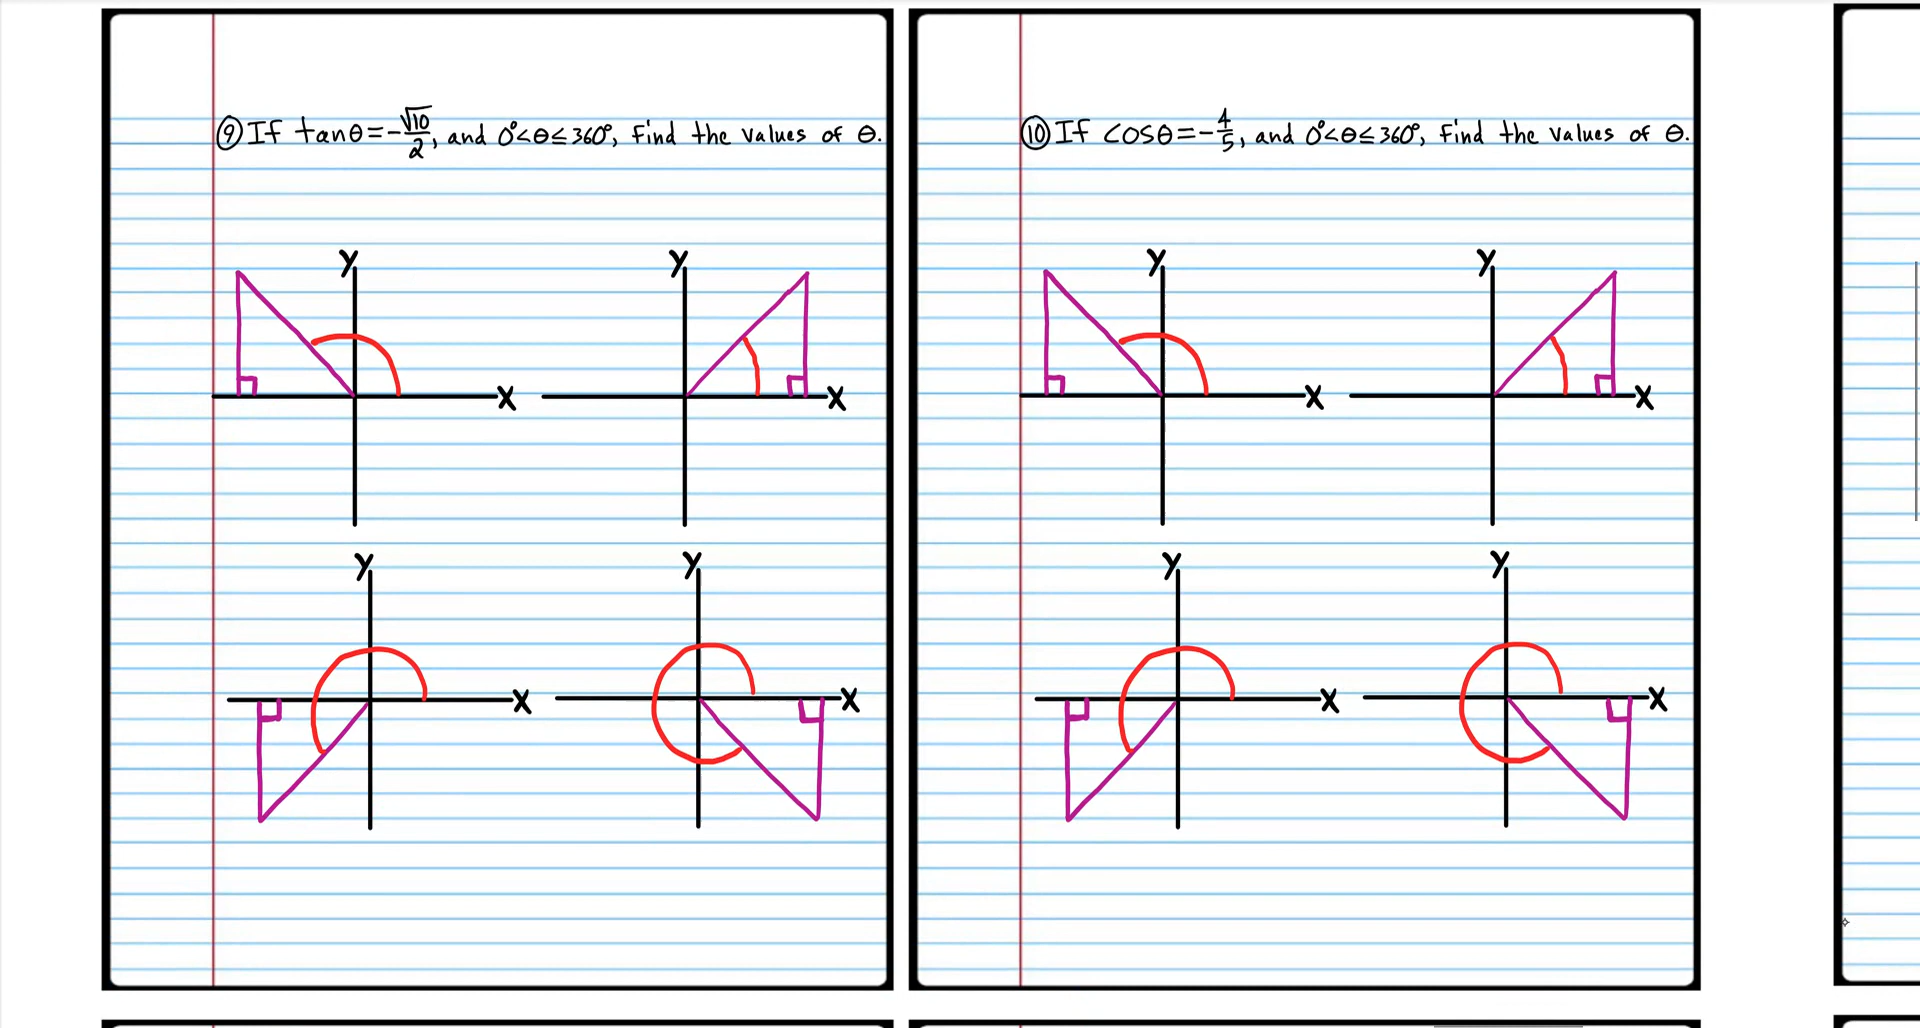 ⑨ If tanθ=-√10/2, and 0°<θ≤360°, find the values of θ.
y y
x x
y y
x x
⑩ If cosθ=-4/5, and 0°<θ≤360°, find the values of θ.
y y
x x
y y
x x